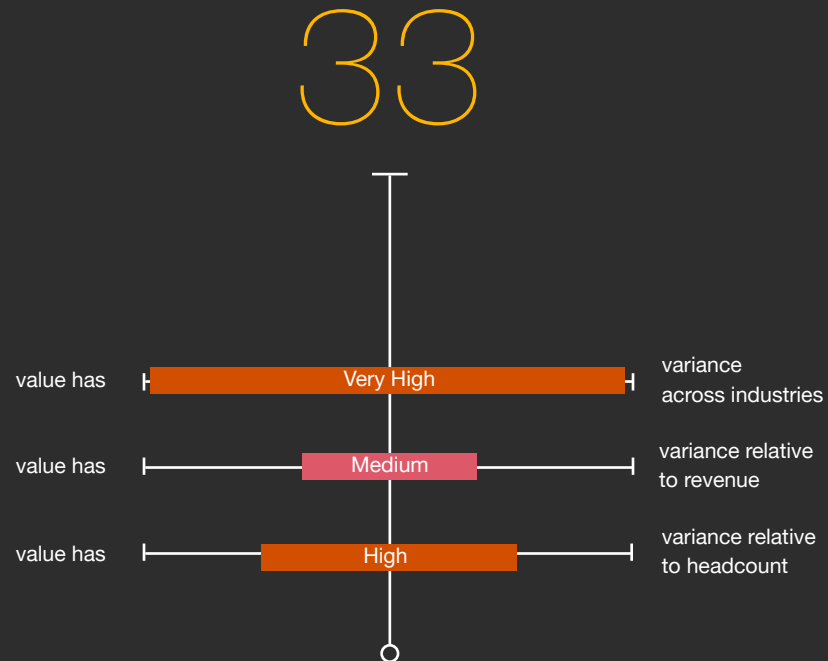 33
value has Very High variance
across industries
value has Medium variance relative
to revenue
value has High variance relative
to headcount